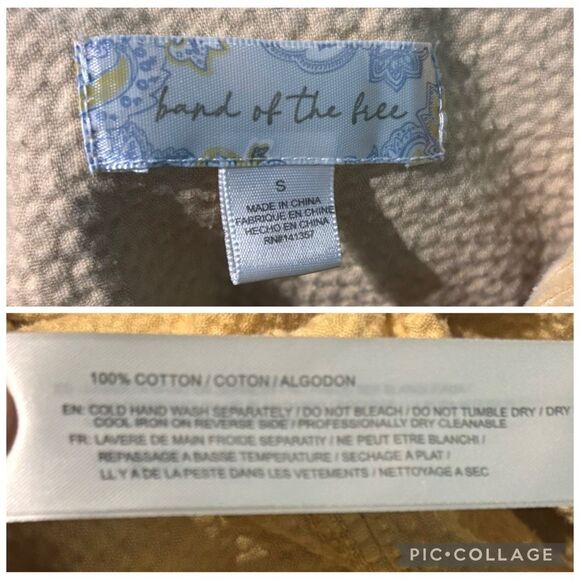 band of the free
S
MADE IN CHINA
FABRIQUE EN CHINE
HECHO EN CHINA
RN#141357
100% COTTON / COTON / ALGODON
EN: COLD HAND WASH SEPARATELY / DO NOT BLEACH / DO NOT TUMBLE DRY / DRY
COOL IRON ON REVERSE SIDE / PROFESSIONALLY DRY CLEANABLE
FR: LAVERE DE MAIN FROIDE SEPARATIY / NE PEUT ETRE BLANCHI /
REPASSAGE A BASSE TEMPERATURE / SECHAGE A PLAT /
LL Y A DE LA PESTE DANS LES VETEMENTS / NETTOYAGE A SEC
PIC•COLLAGE